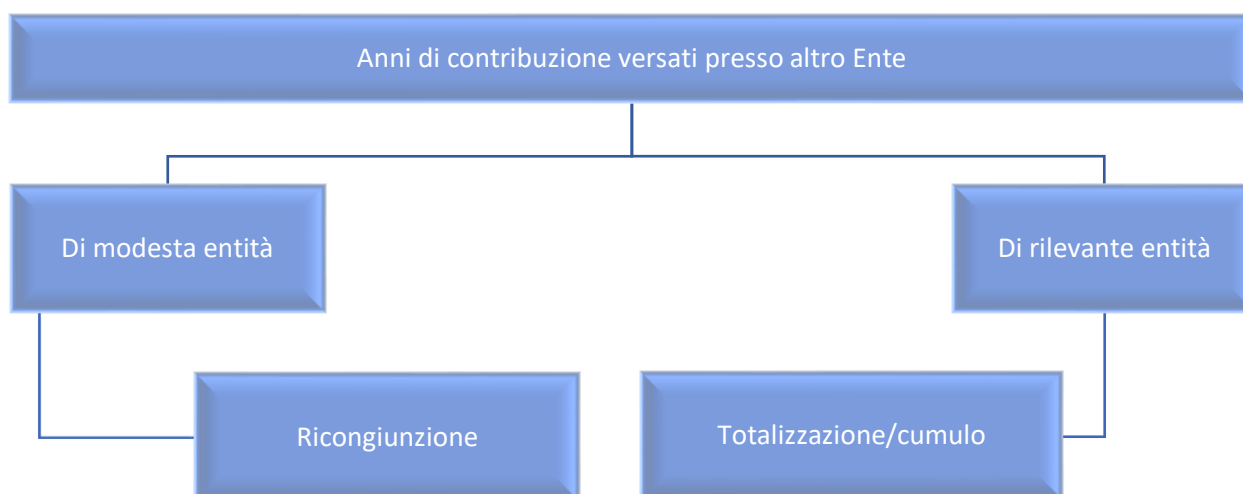 Anni di contribuzione versati presso altro Ente
Di modesta entità
Di rilevante entità
Ricongiunzione
Totalizzazione/cumulo